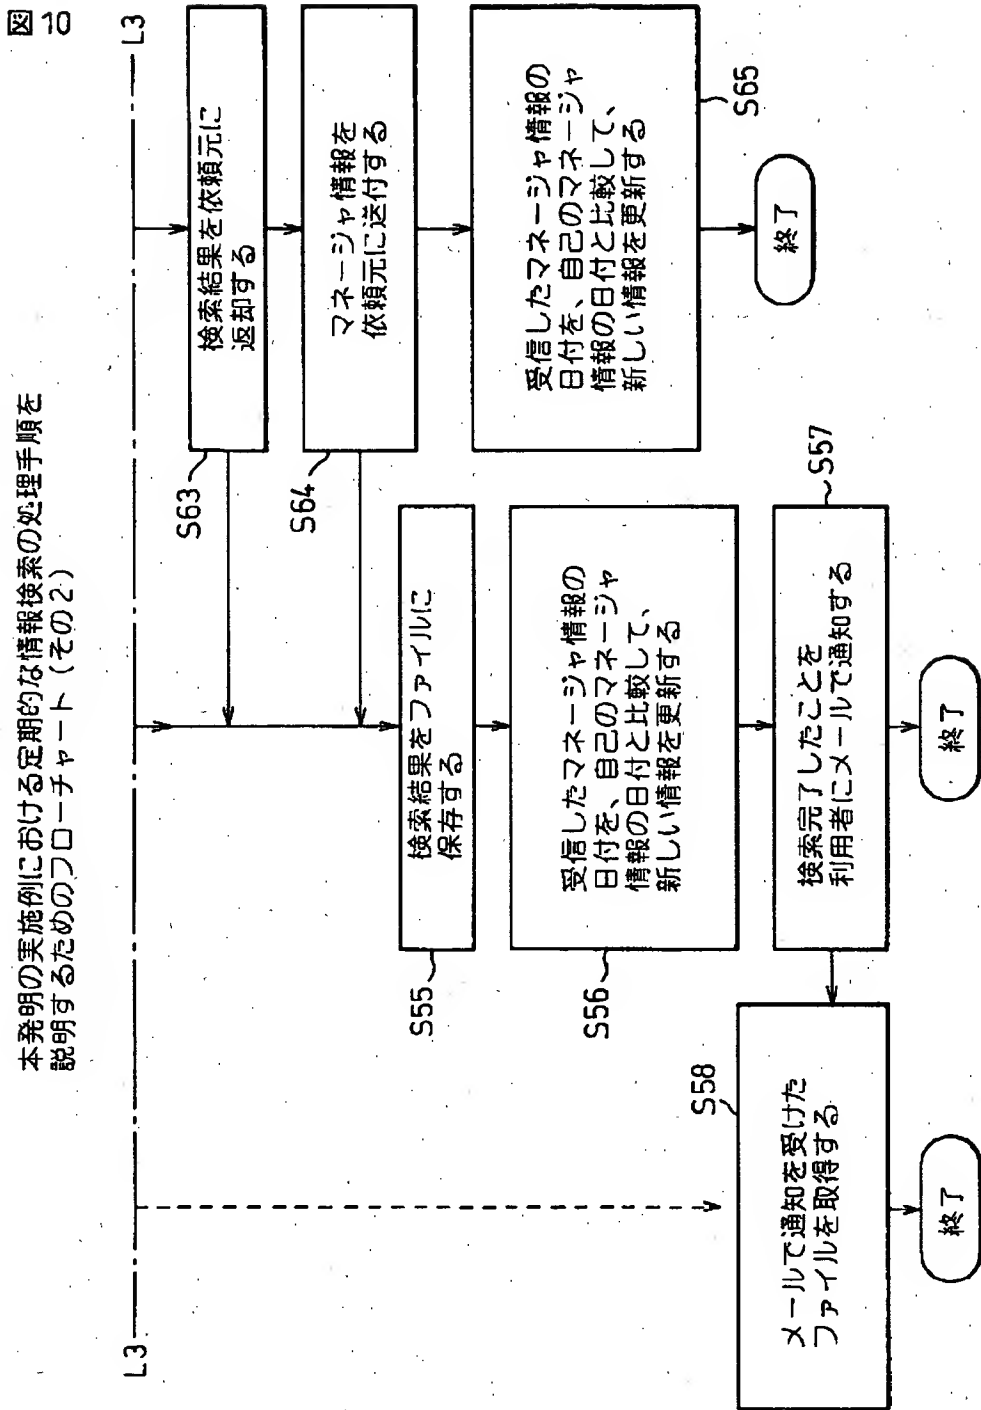 図10
本発明の実施例における定期的な情報検索の処理手順を
説明するためのフローチャート（その2）
L3
L3
S63
検索結果を依頼元に
返却する
S64
マネージャ情報を
依頼元に送付する
S65
受信したマネージャ情報の
日付を、自己のマネージャ
情報の日付と比較して、
新しい情報を更新する
終了
S55
検索結果をファイルに
保存する
S56
受信したマネージャ情報の
日付を、自己のマネージャ
情報の日付と比較して、
新しい情報を更新する
S57
検索完了したことを
利用者にメールで通知する
終了
S58
メールで通知を受けた
ファイルを取得する
終了